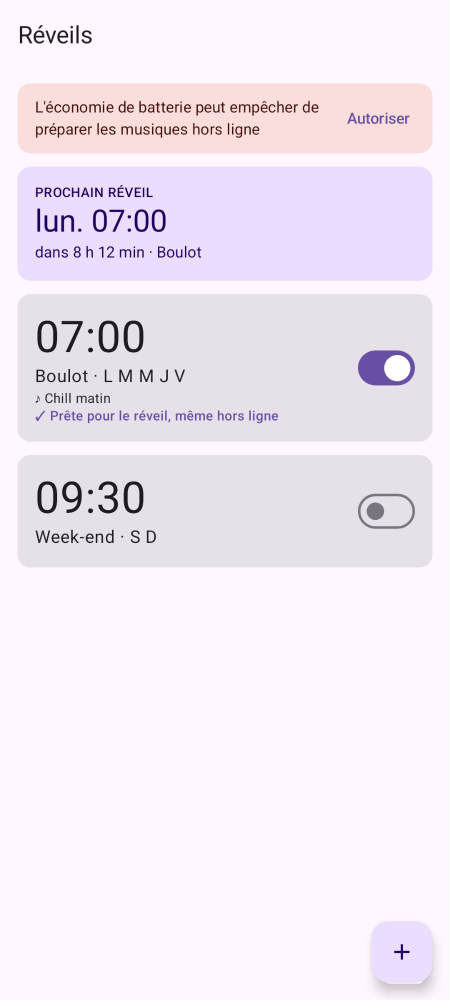 Réveils
L'économie de batterie peut empêcher de
préparer les musiques hors ligne
Autoriser
PROCHAIN RÉVEIL
lun. 07:00
dans 8 h 12 min · Boulot
07:00
Boulot · L M M J V
♪ Chill matin
✓ Prête pour le réveil, même hors ligne
09:30
Week-end · S D
+